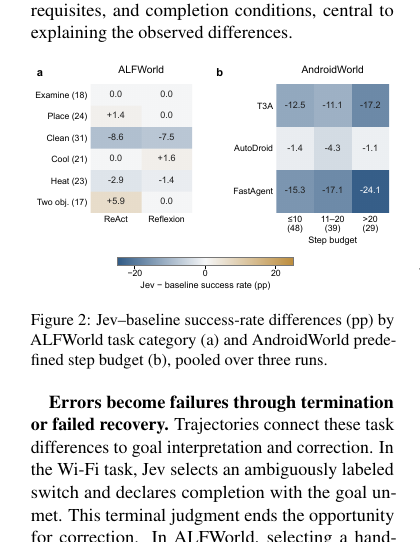 requisites, and completion conditions, central to
explaining the observed differences.
a ALFWorld
Examine (18) 0.0 0.0
Place (24) +1.4 0.0
Clean (31) -8.6 -7.5
Cool (21) 0.0 +1.6
Heat (23) -2.9 -1.4
Two obj. (17) +5.9 0.0
ReAct Reflexion
b AndroidWorld
T3A -12.5 -11.1 -17.2
AutoDroid -1.4 -4.3 -1.1
FastAgent -15.3 -17.1 -24.1
≤10 11–20 >20
(48) (39) (29)
Step budget
−20 0 20
Jev − baseline success rate (pp)
Figure 2: Jev–baseline success-rate differences (pp) by
ALFWorld task category (a) and AndroidWorld prede-
fined step budget (b), pooled over three runs.
Errors become failures through termination
or failed recovery. Trajectories connect these task
differences to goal interpretation and correction. In
the Wi-Fi task, Jev selects an ambiguously labeled
switch and declares completion with the goal un-
met. This terminal judgment ends the opportunity
for correction. In ALFWorld, selecting a hand-